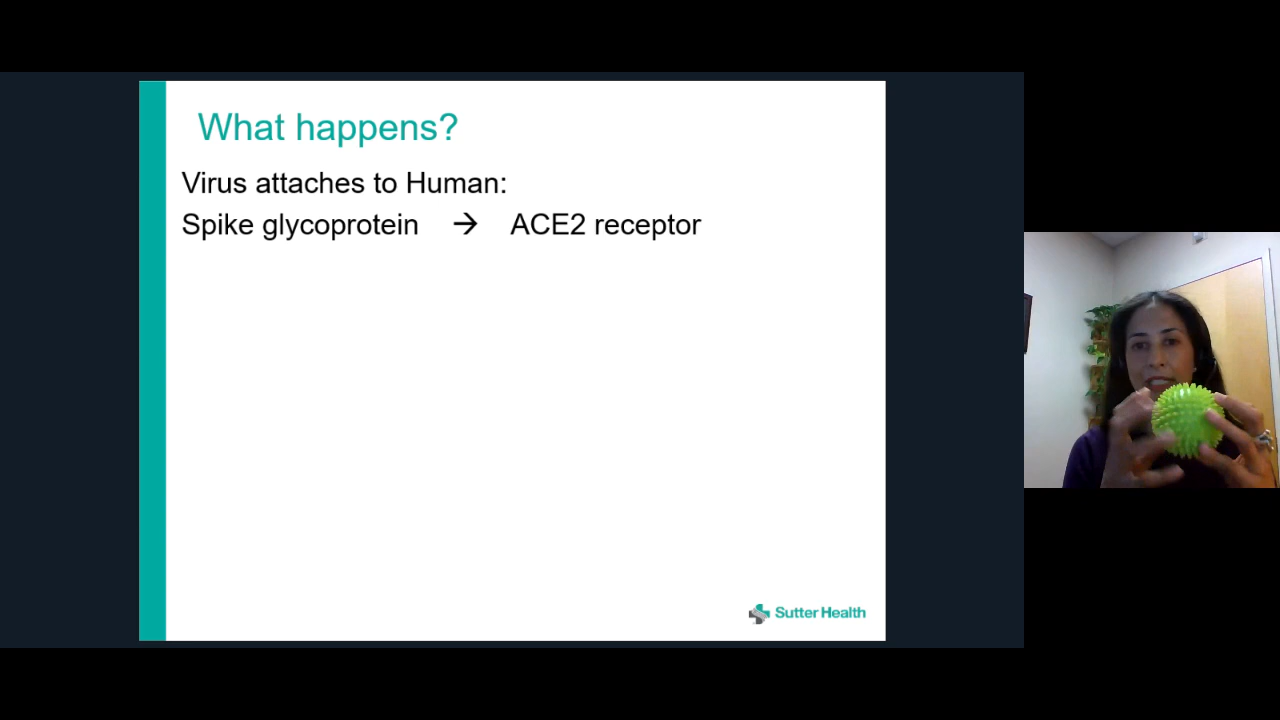 What happens?
Virus attaches to Human:
Spike glycoprotein → ACE2 receptor
Sutter Health